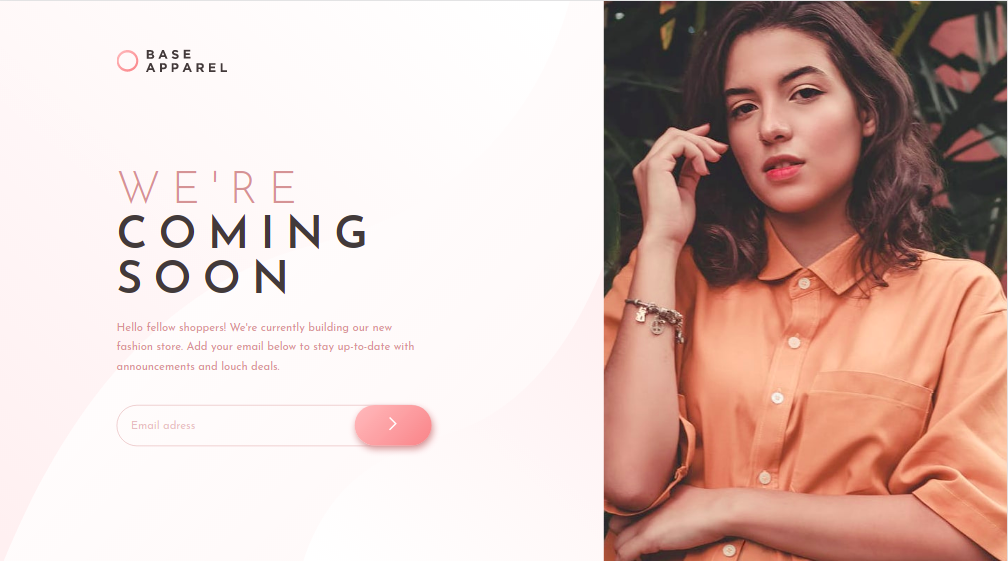 BASE
APPAREL
WE'RE
COMING
SOON
Hello fellow shoppers! We're currently building our new
fashion store. Add your email below to stay up-to-date with
announcements and louch deals.
Email adress